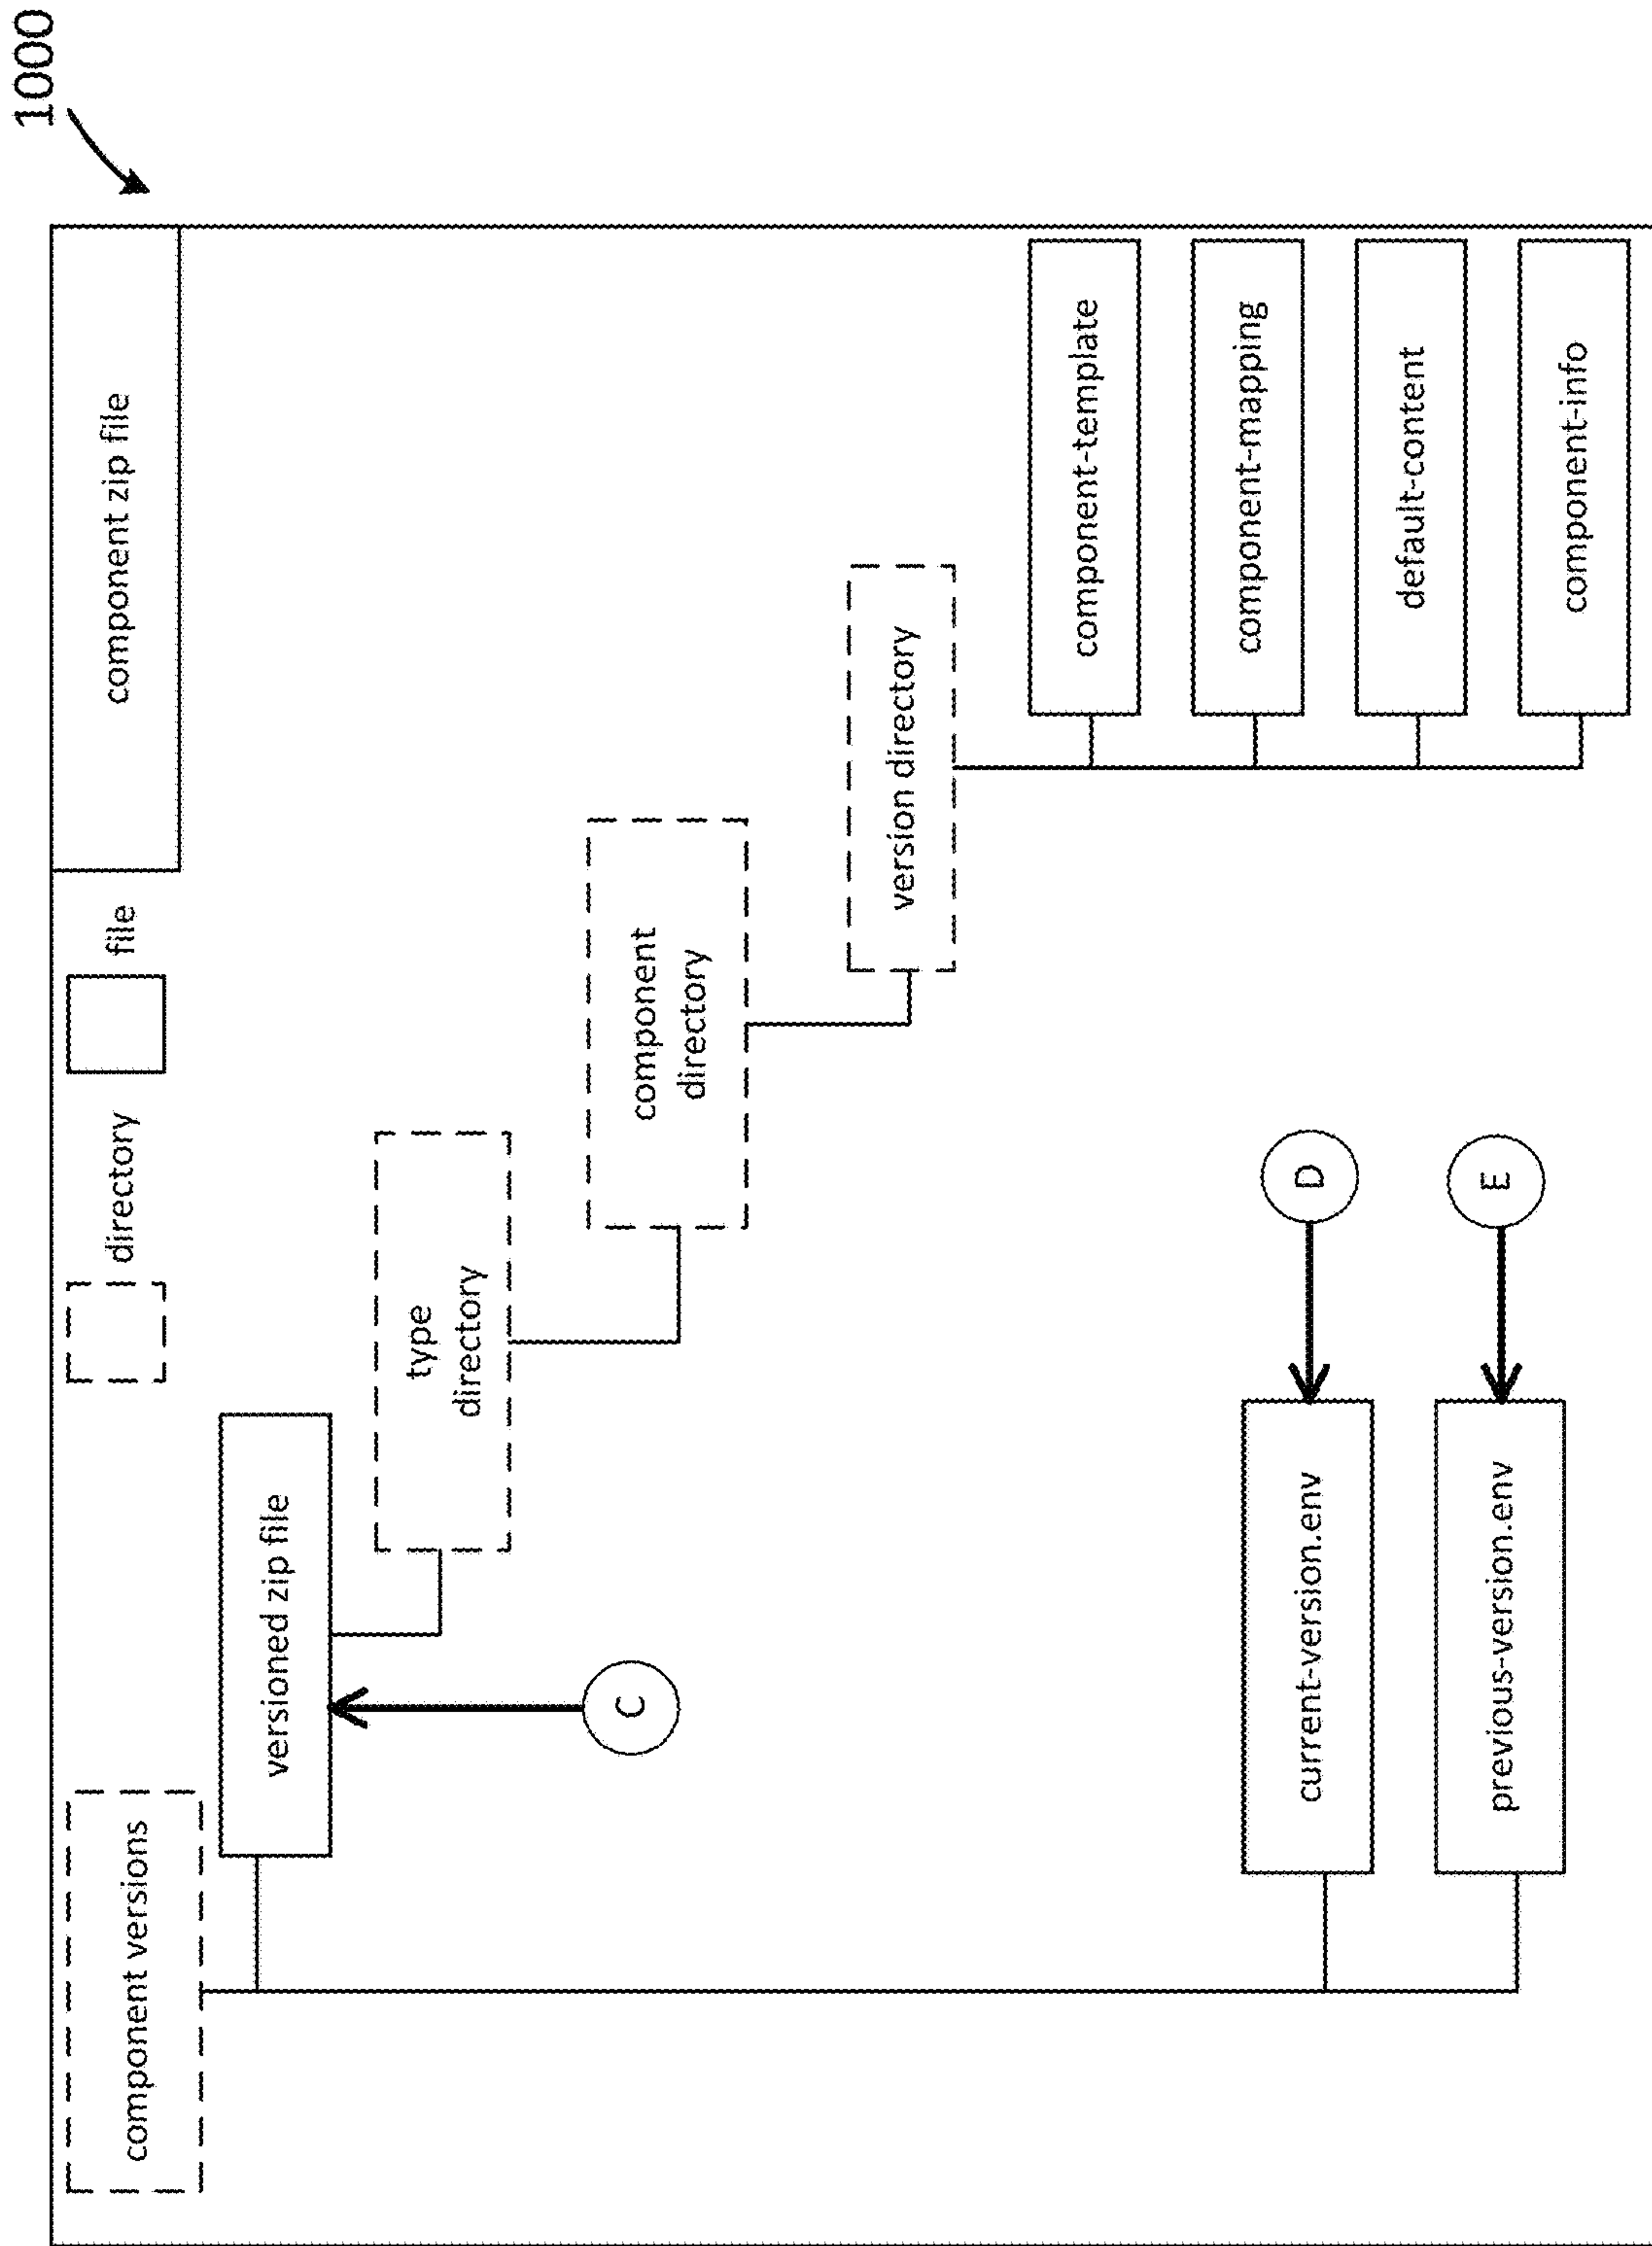 1000
component versions
directory
file
component zip file
versioned zip file
type
directory
component
directory
version directory
C
component-template
component-mapping
default-content
component-info
current-version.env
D
previous-version.env
E